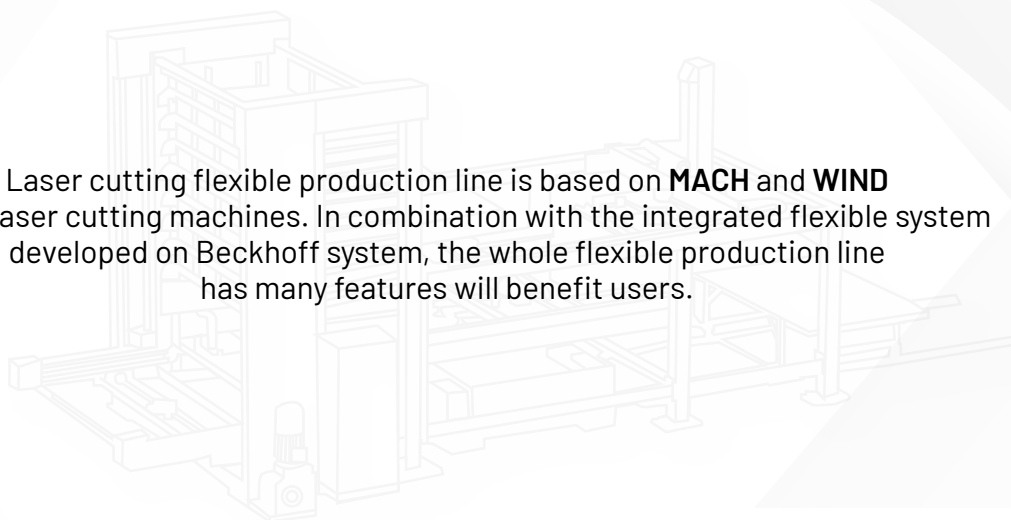 Laser cutting flexible production line is based on MACH and WIND
aser cutting machines. In combination with the integrated flexible system
developed on Beckhoff system, the whole flexible production line
has many features will benefit users.